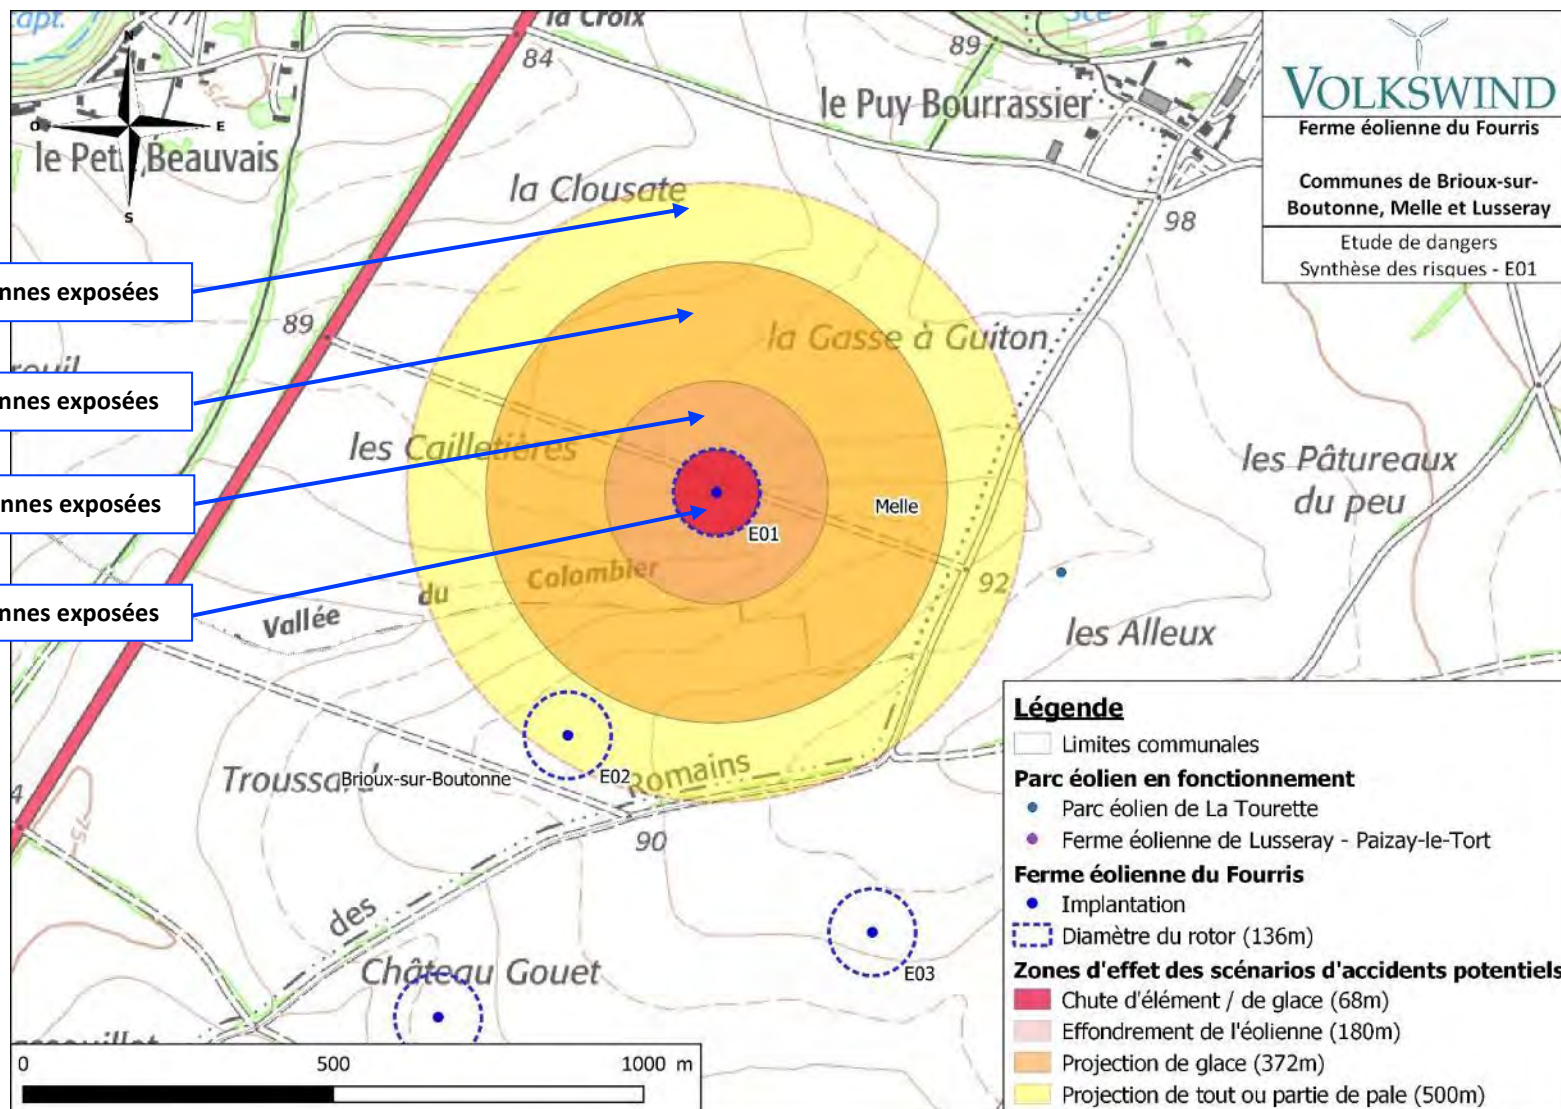 la Croix
Sce
84
89
VOLKSWIND
Ferme éolienne du Fourris
Communes de Brioux-sur-
Boutonne, Melle et Lusseray
Etude de dangers
Synthèse des risques - E01
N
O
E
S
75
le Puy Bourrassier
le Petit Beauvais
la Clousate
98
nnes exposées
89
la Gasse à Guiton
nnes exposées
les Cailletières
les Pâtureaux
du peu
nnes exposées
Melle
E01
nnes exposées
Vallée
du
Colombier
92
les Alleux
Troussard
Brioux-sur-Boutonne
E02
Romains
4
75
90
des
Château Gouet
E03
0
500
1000 m
Légende
Limites communales
Parc éolien en fonctionnement
Parc éolien de La Tourette
Ferme éolienne de Lusseray - Paizay-le-Tort
Ferme éolienne du Fourris
Implantation
Diamètre du rotor (136m)
Zones d'effet des scénarios d'accidents potentiels
Chute d'élément / de glace (68m)
Effondrement de l'éolienne (180m)
Projection de glace (372m)
Projection de tout ou partie de pale (500m)